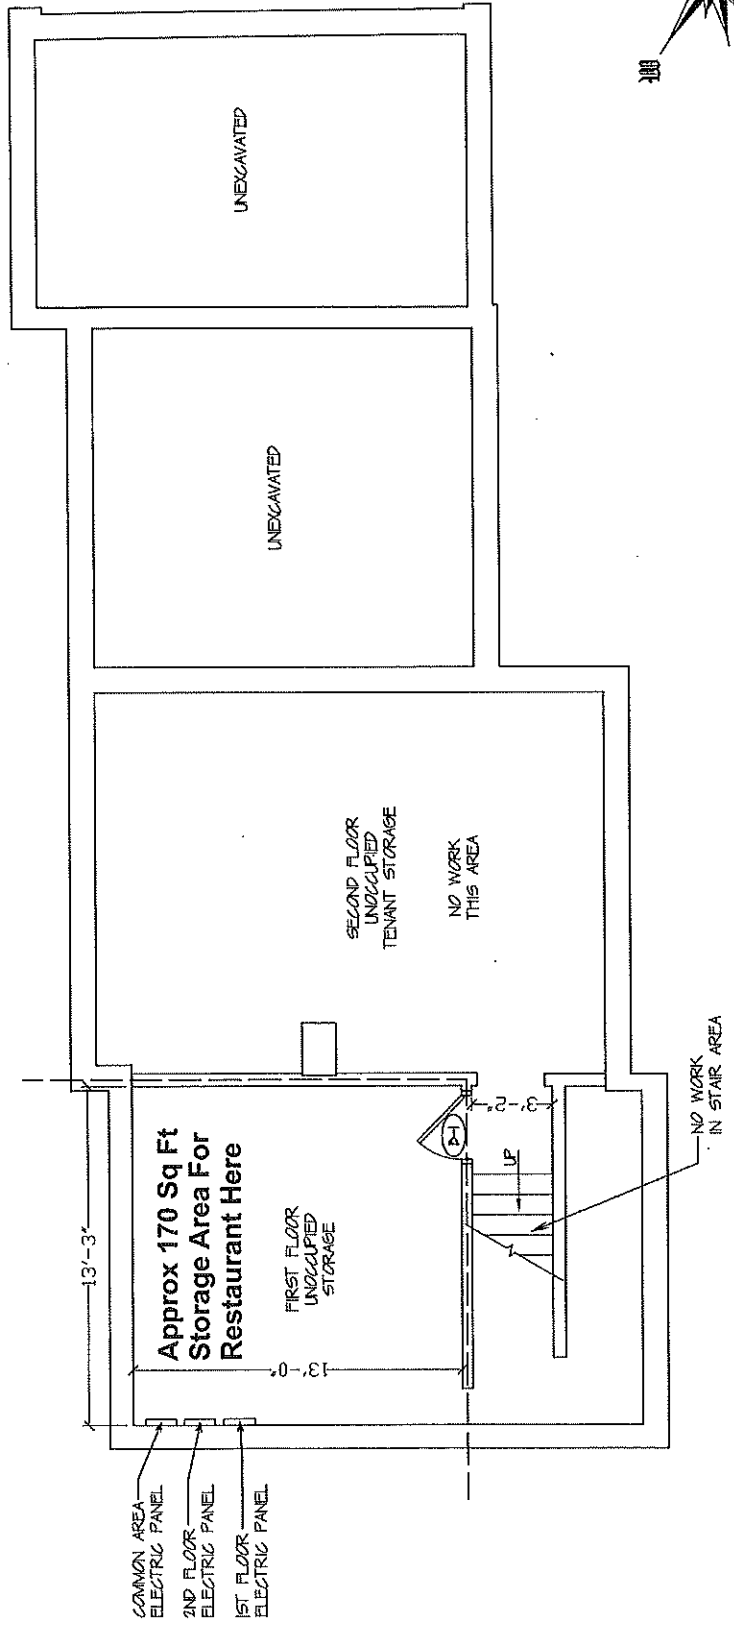 COMMON AREA
ELECTRIC PANEL
2ND FLOOR
ELECTRIC PANEL
1ST FLOOR
ELECTRIC PANEL
13'-3"
Approx 170 Sq Ft
Storage Area For
Restaurant Here
FIRST FLOOR
UNOCCUPIED
STORAGE
13'-0"
UP
3'-2"
NO WORK
IN STAIR AREA
SECOND FLOOR
UNOCCUPIED
TENANT STORAGE
NO WORK
THIS AREA
UNEXCAVATED
UNEXCAVATED